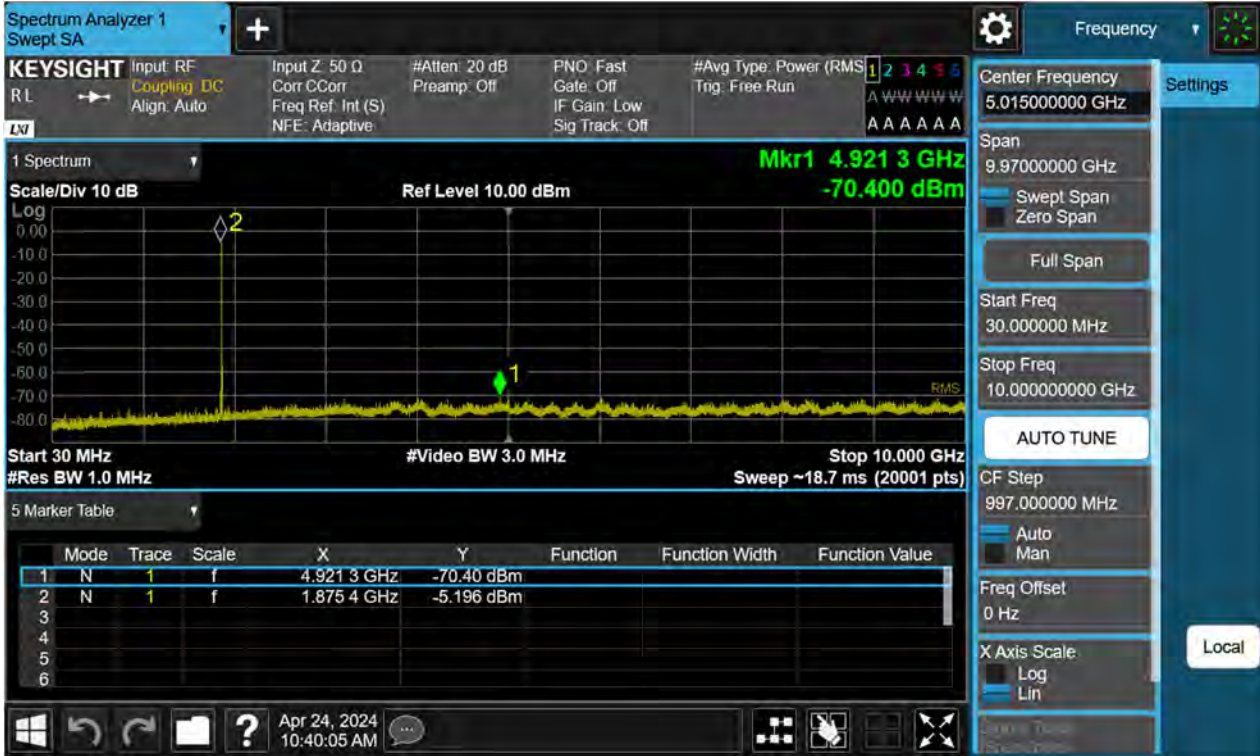 Spectrum Analyzer 1
Swept SA
+
Frequency
KEYSIGHT
R L
LXI
Input: RF
Coupling: DC
Align: Auto
Input Z: 50 Ω
Corr CCorr
Freq Ref: Int (S)
NFE: Adaptive
#Atten: 20 dB
Preamp: Off
PNO: Fast
Gate: Off
IF Gain: Low
Sig Track: Off
#Avg Type: Power (RMS
Trig: Free Run
1 2 3 4 5 6
A W W W W W
A A A A A A
Center Frequency
5.015000000 GHz
Settings
1 Spectrum
Mkr1 4.921 3 GHz
-70.400 dBm
Scale/Div 10 dB
Ref Level 10.00 dBm
Log
0.00
-10.0
-20.0
-30.0
-40.0
-50.0
-60.0
-70.0
-80.0
2
1
RMS
Start 30 MHz
#Video BW 3.0 MHz
Stop 10.000 GHz
#Res BW 1.0 MHz
Sweep ~18.7 ms (20001 pts)
Span
9.97000000 GHz
Swept Span
Zero Span
Full Span
Start Freq
30.000000 MHz
Stop Freq
10.000000000 GHz
AUTO TUNE
CF Step
997.000000 MHz
Auto
Man
Freq Offset
0 Hz
X Axis Scale
Log
Lin
Local
5 Marker Table
Mode Trace Scale X Y Function Function Width Function Value
1 N 1 f 4.921 3 GHz -70.40 dBm
2 N 1 f 1.875 4 GHz -5.196 dBm
3
4
5
6
?
Apr 24, 2024
10:40:05 AM